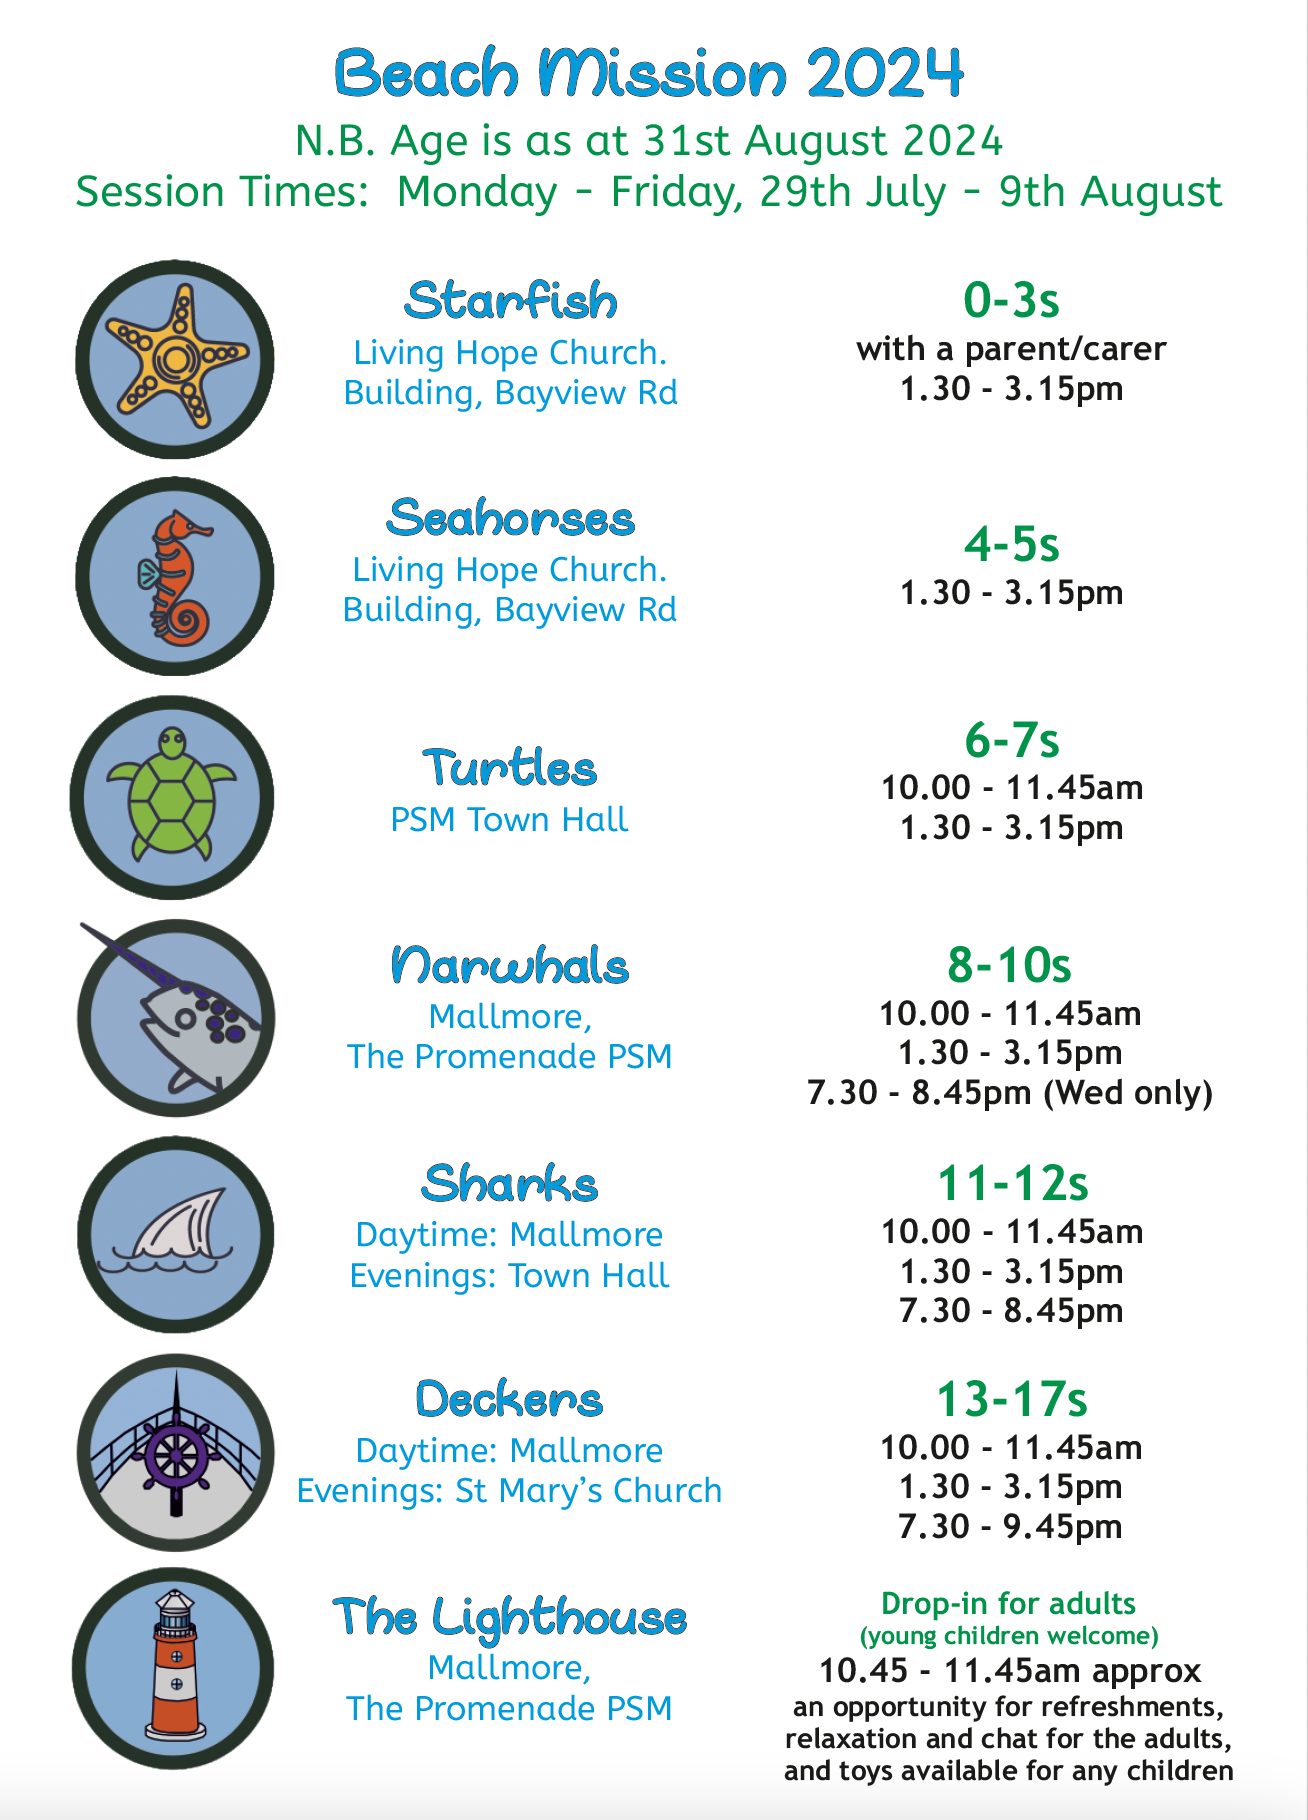 Beach Mission 2024
N.B. Age is as at 31st August 2024
Session Times:  Monday - Friday, 29th July - 9th August
Starfish
Living Hope Church.
Building, Bayview Rd
0-3s
with a parent/carer
1.30 - 3.15pm
Seahorses
Living Hope Church.
Building, Bayview Rd
4-5s
1.30 - 3.15pm
Turtles
PSM Town Hall
6-7s
10.00 - 11.45am
1.30 - 3.15pm
Narwhals
Mallmore,
The Promenade PSM
8-10s
10.00 - 11.45am
1.30 - 3.15pm
7.30 - 8.45pm (Wed only)
Sharks
Daytime: Mallmore
Evenings: Town Hall
11-12s
10.00 - 11.45am
1.30 - 3.15pm
7.30 - 8.45pm
Deckers
Daytime: Mallmore
Evenings: St Mary’s Church
13-17s
10.00 - 11.45am
1.30 - 3.15pm
7.30 - 9.45pm
The Lighthouse
Mallmore,
The Promenade PSM
Drop-in for adults
(young children welcome)
10.45 - 11.45am approx
an opportunity for refreshments,
relaxation and chat for the adults,
and toys available for any children